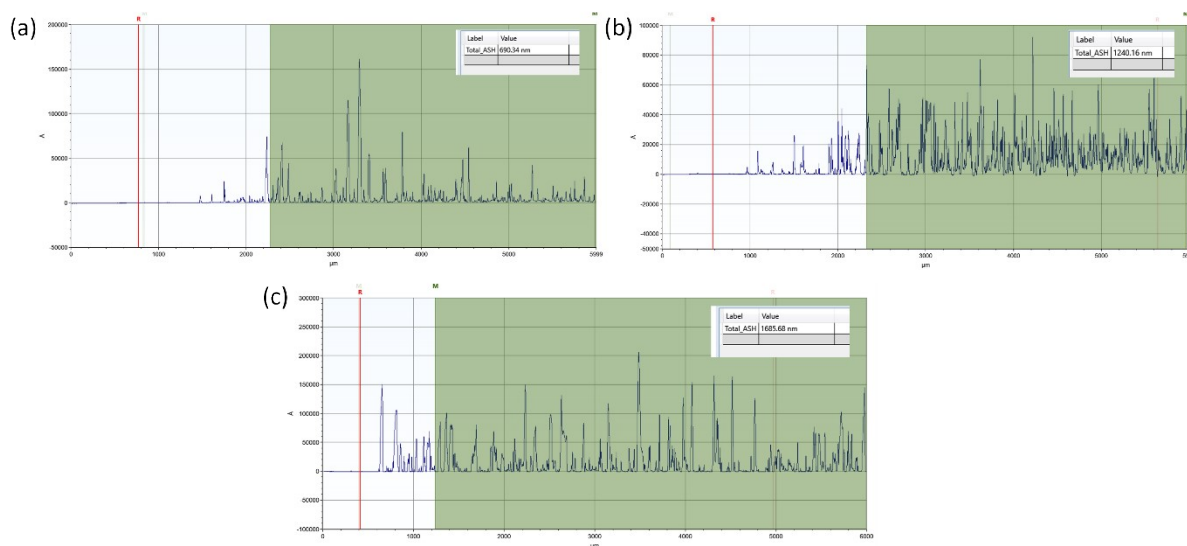 (a)
R
M
200000
150000
100000
50000
0
-50000
A
0
1000
2000
3000
4000
5000
5999
µm
Label Value
Total_ASH 690.34 nm
(b)
R
M
100000
80000
60000
40000
20000
0
-20000
-40000
-60000
A
0
1000
2000
3000
4000
5000
µm
Label Value
Total_ASH 1240.16 nm
(c)
M
R
M
300000
250000
200000
150000
100000
50000
0
-50000
-100000
A
0
1000
2000
3000
4000
5000
6000
µm
Label Value
Total_ASH 1685.68 nm